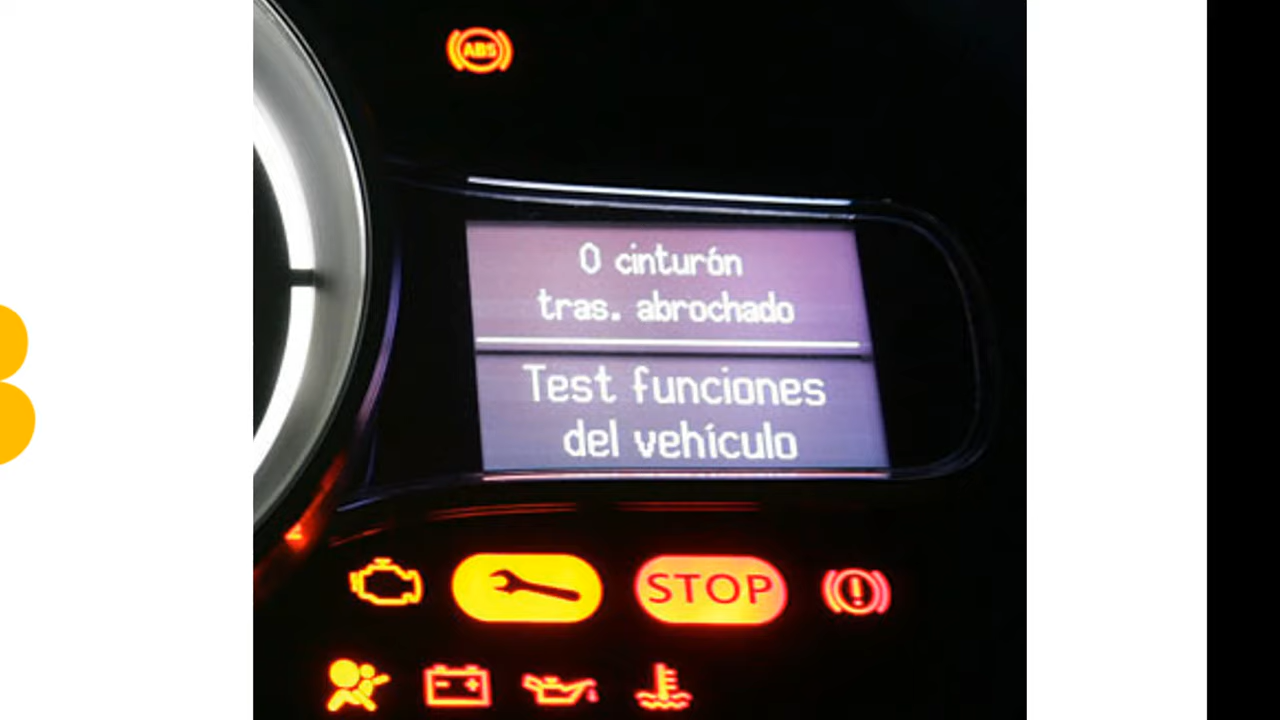 ABS
0 cinturón
tras. abrochado
Test funciones
del vehículo
STOP